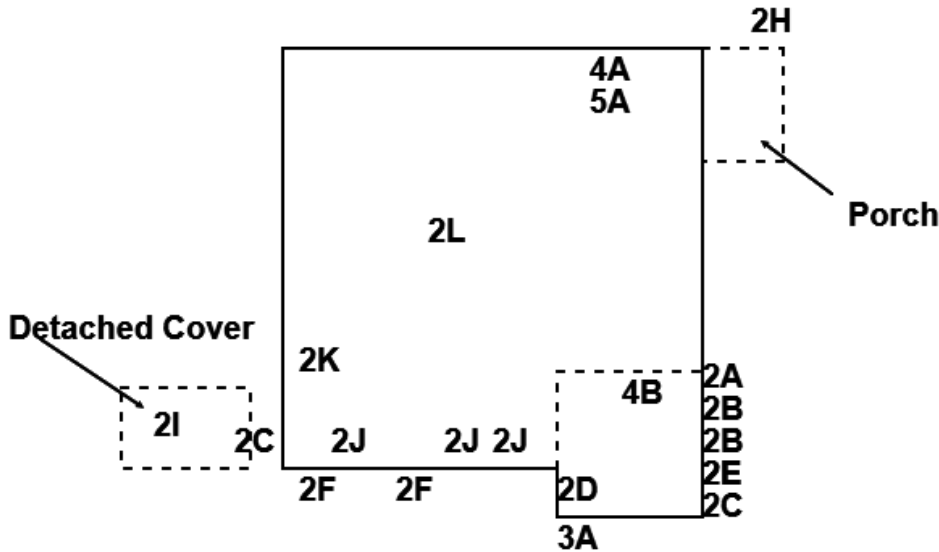 2H
4A
5A
Porch
2L
Detached Cover
2K
2A
4B
2B
2I
2C
2J
2J 2J
2B
2E
2F
2F
2D
2C
3A